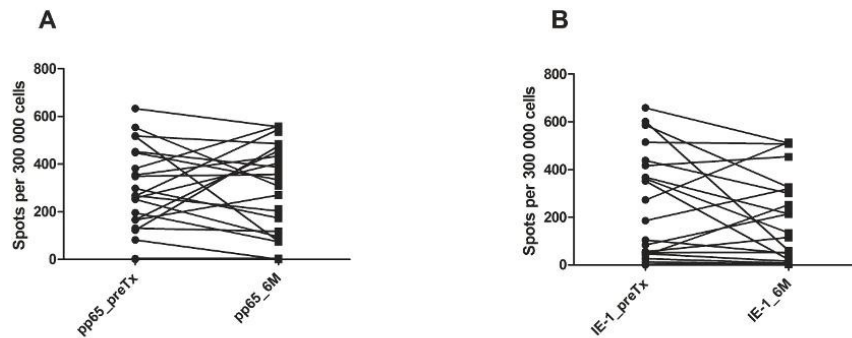 A
Spots per 300 000 cells
800
600
400
200
0
pp65_preTx
pp65_6M
B
Spots per 300 000 cells
800
600
400
200
0
IE-1_preTx
IE-1_6M